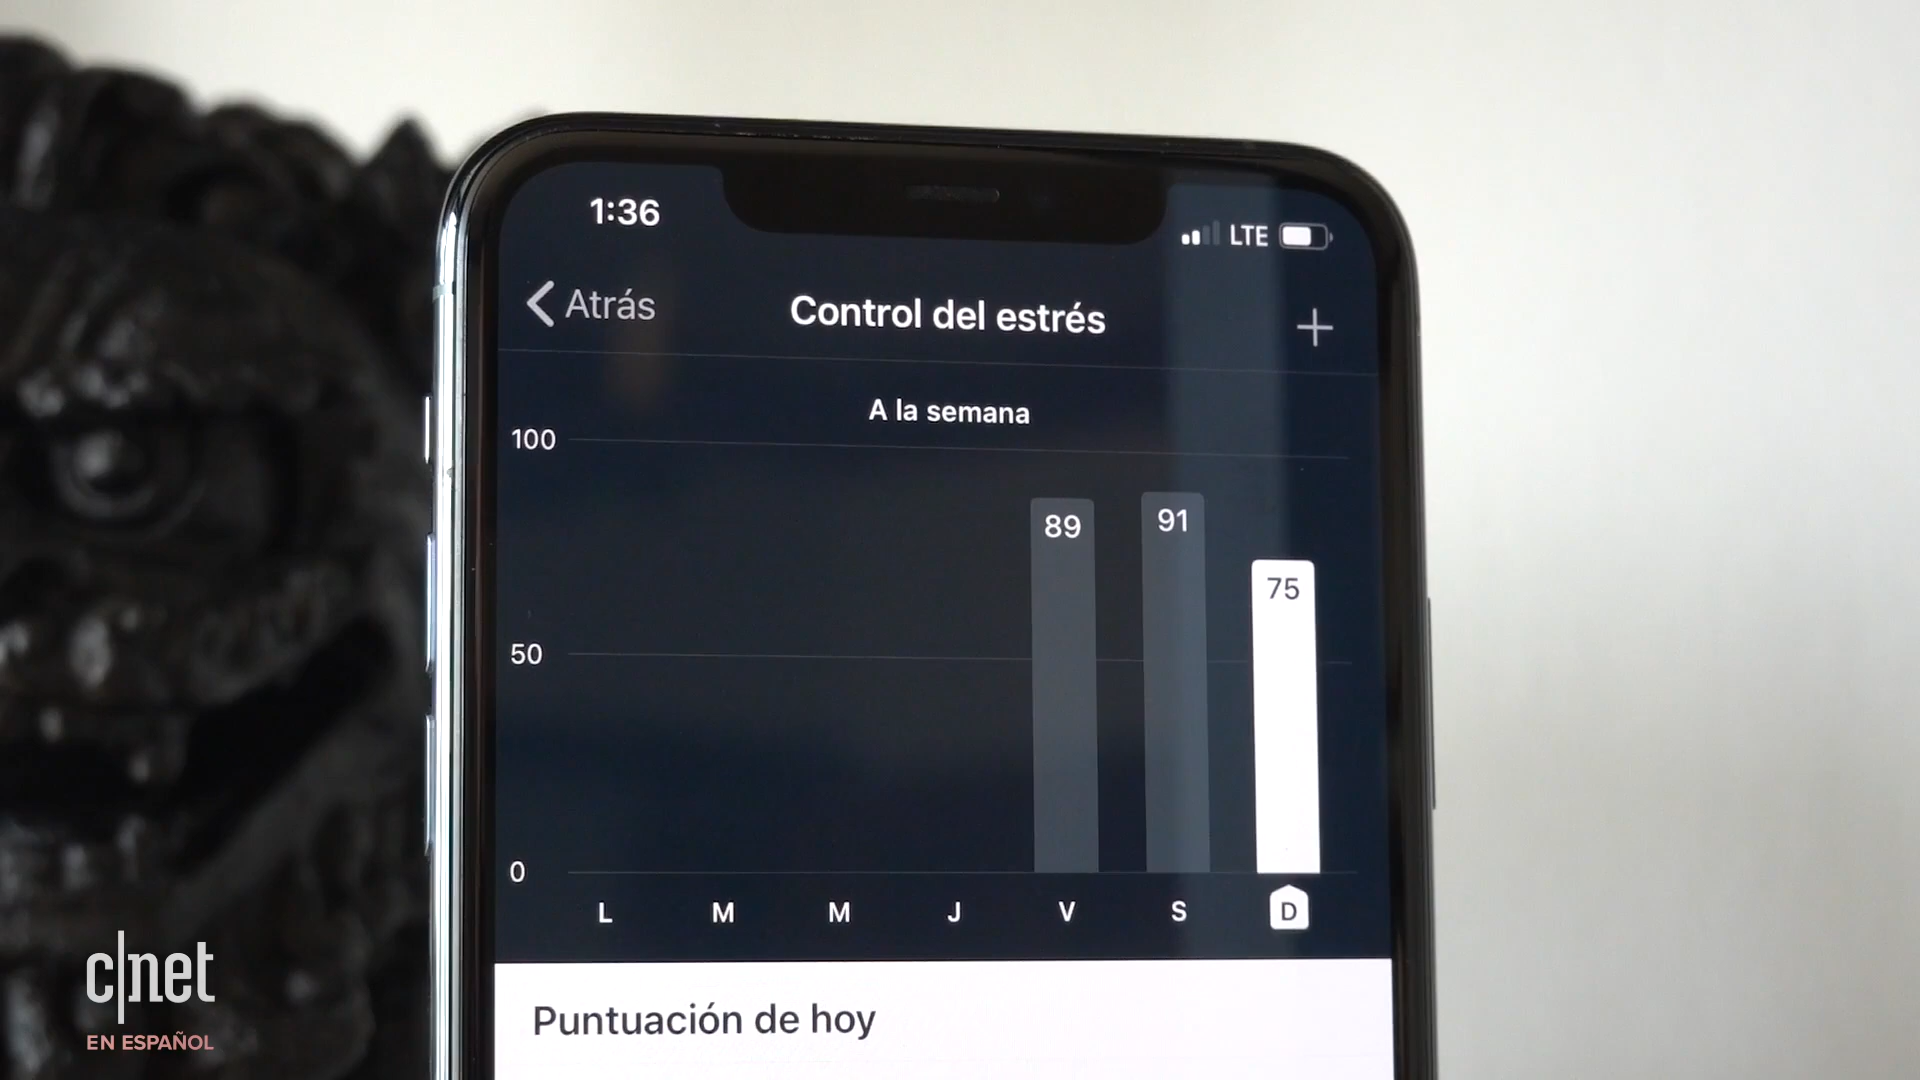 1:36
LTE
Atrás
Control del estrés
+
A la semana
100
89
91
75
50
0
L M M J V S D
Puntuación de hoy
c|net
EN ESPAÑOL